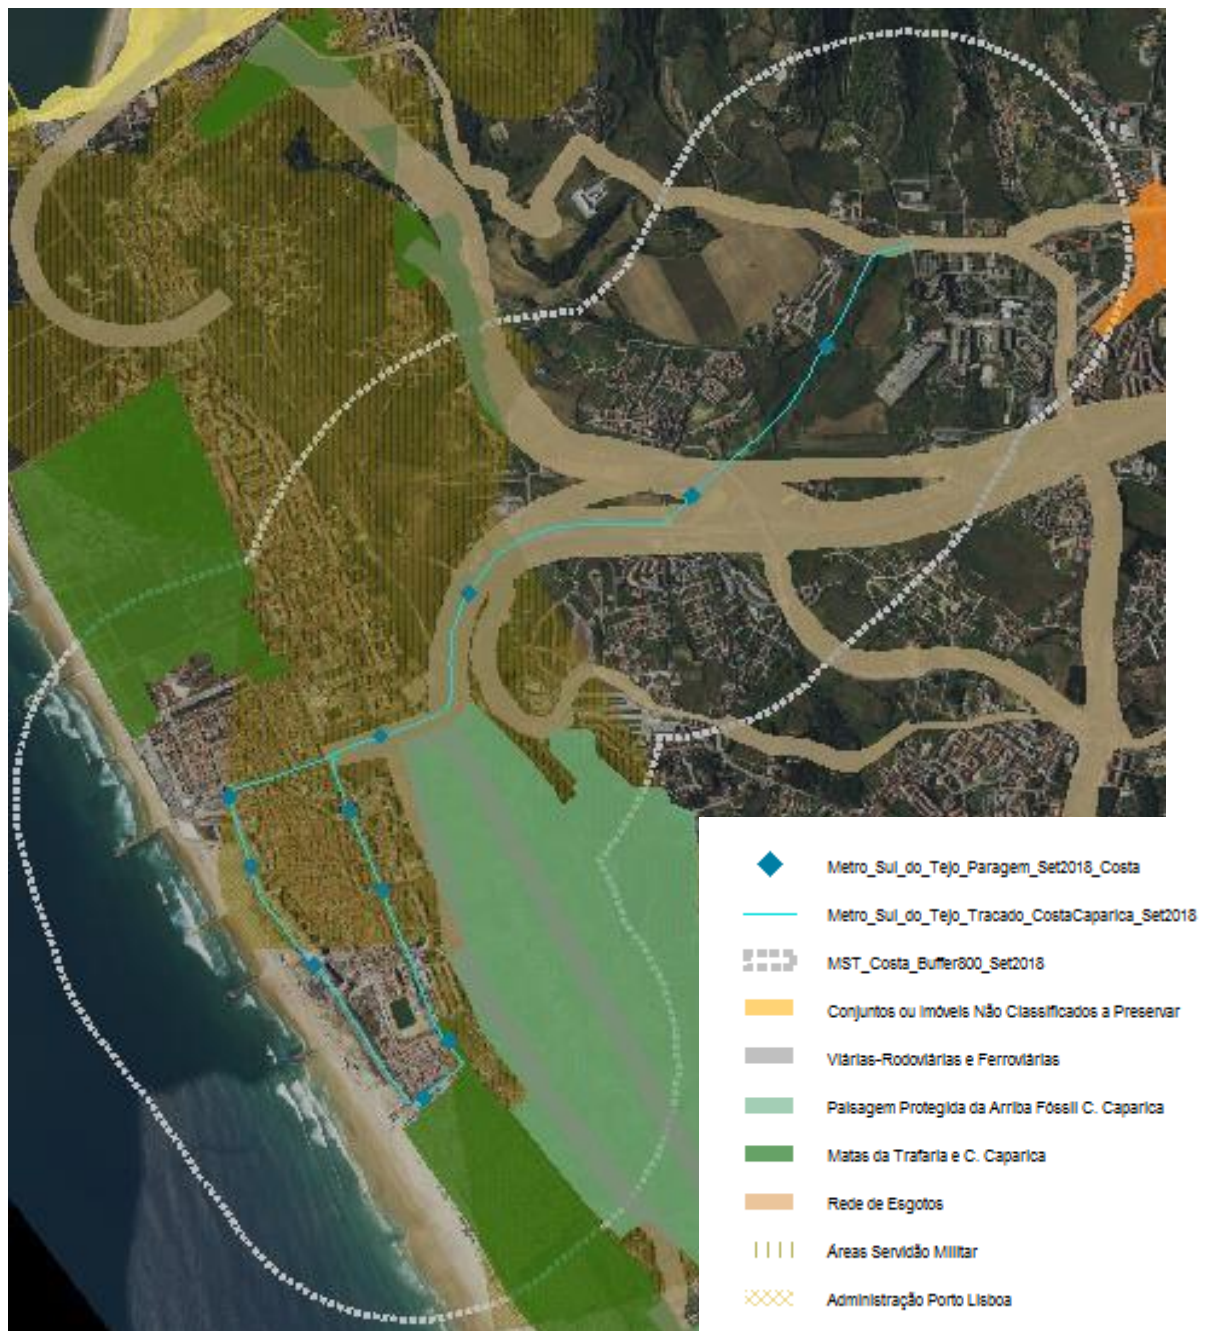 Metro_Sul_do_Tejo_Paragem_Set2018_Costa
Metro_Sul_do_Tejo_Tracado_CostaCaparica_Set2018
MST_Costa_Buffer800_Set2018
Conjuntos ou Imóveis Não Classificados a Preservar
Viárias-Rodoviárias e Ferroviárias
Paisagem Protegida da Arriba Fóssil C. Caparica
Matas da Trafaria e C. Caparica
Rede de Esgotos
Áreas Servidão Militar
Administração Porto Lisboa